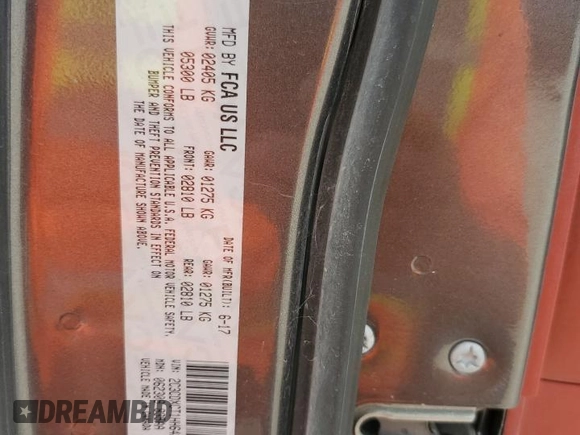 MFD BY FCA US LLC
DATE OF MFR(BUILT): 6-17
GVWR: 02405 KG
GAWR: 01275 KG
GAWR: 01275 KG
05300 LB
FRONT: 02810 LB
REAR: 02810 LB
THIS VEHICLE CONFORMS TO ALL APPLICABLE U.S.A. FEDERAL MOTOR VEHICLE SAFETY,
BUMPER AND THEFT PREVENTION STANDARDS IN EFFECT ON
THE DATE OF MANUFACTURE SHOWN ABOVE.
VIN:
MDH:
VEHICLE MADE
DREAMBID